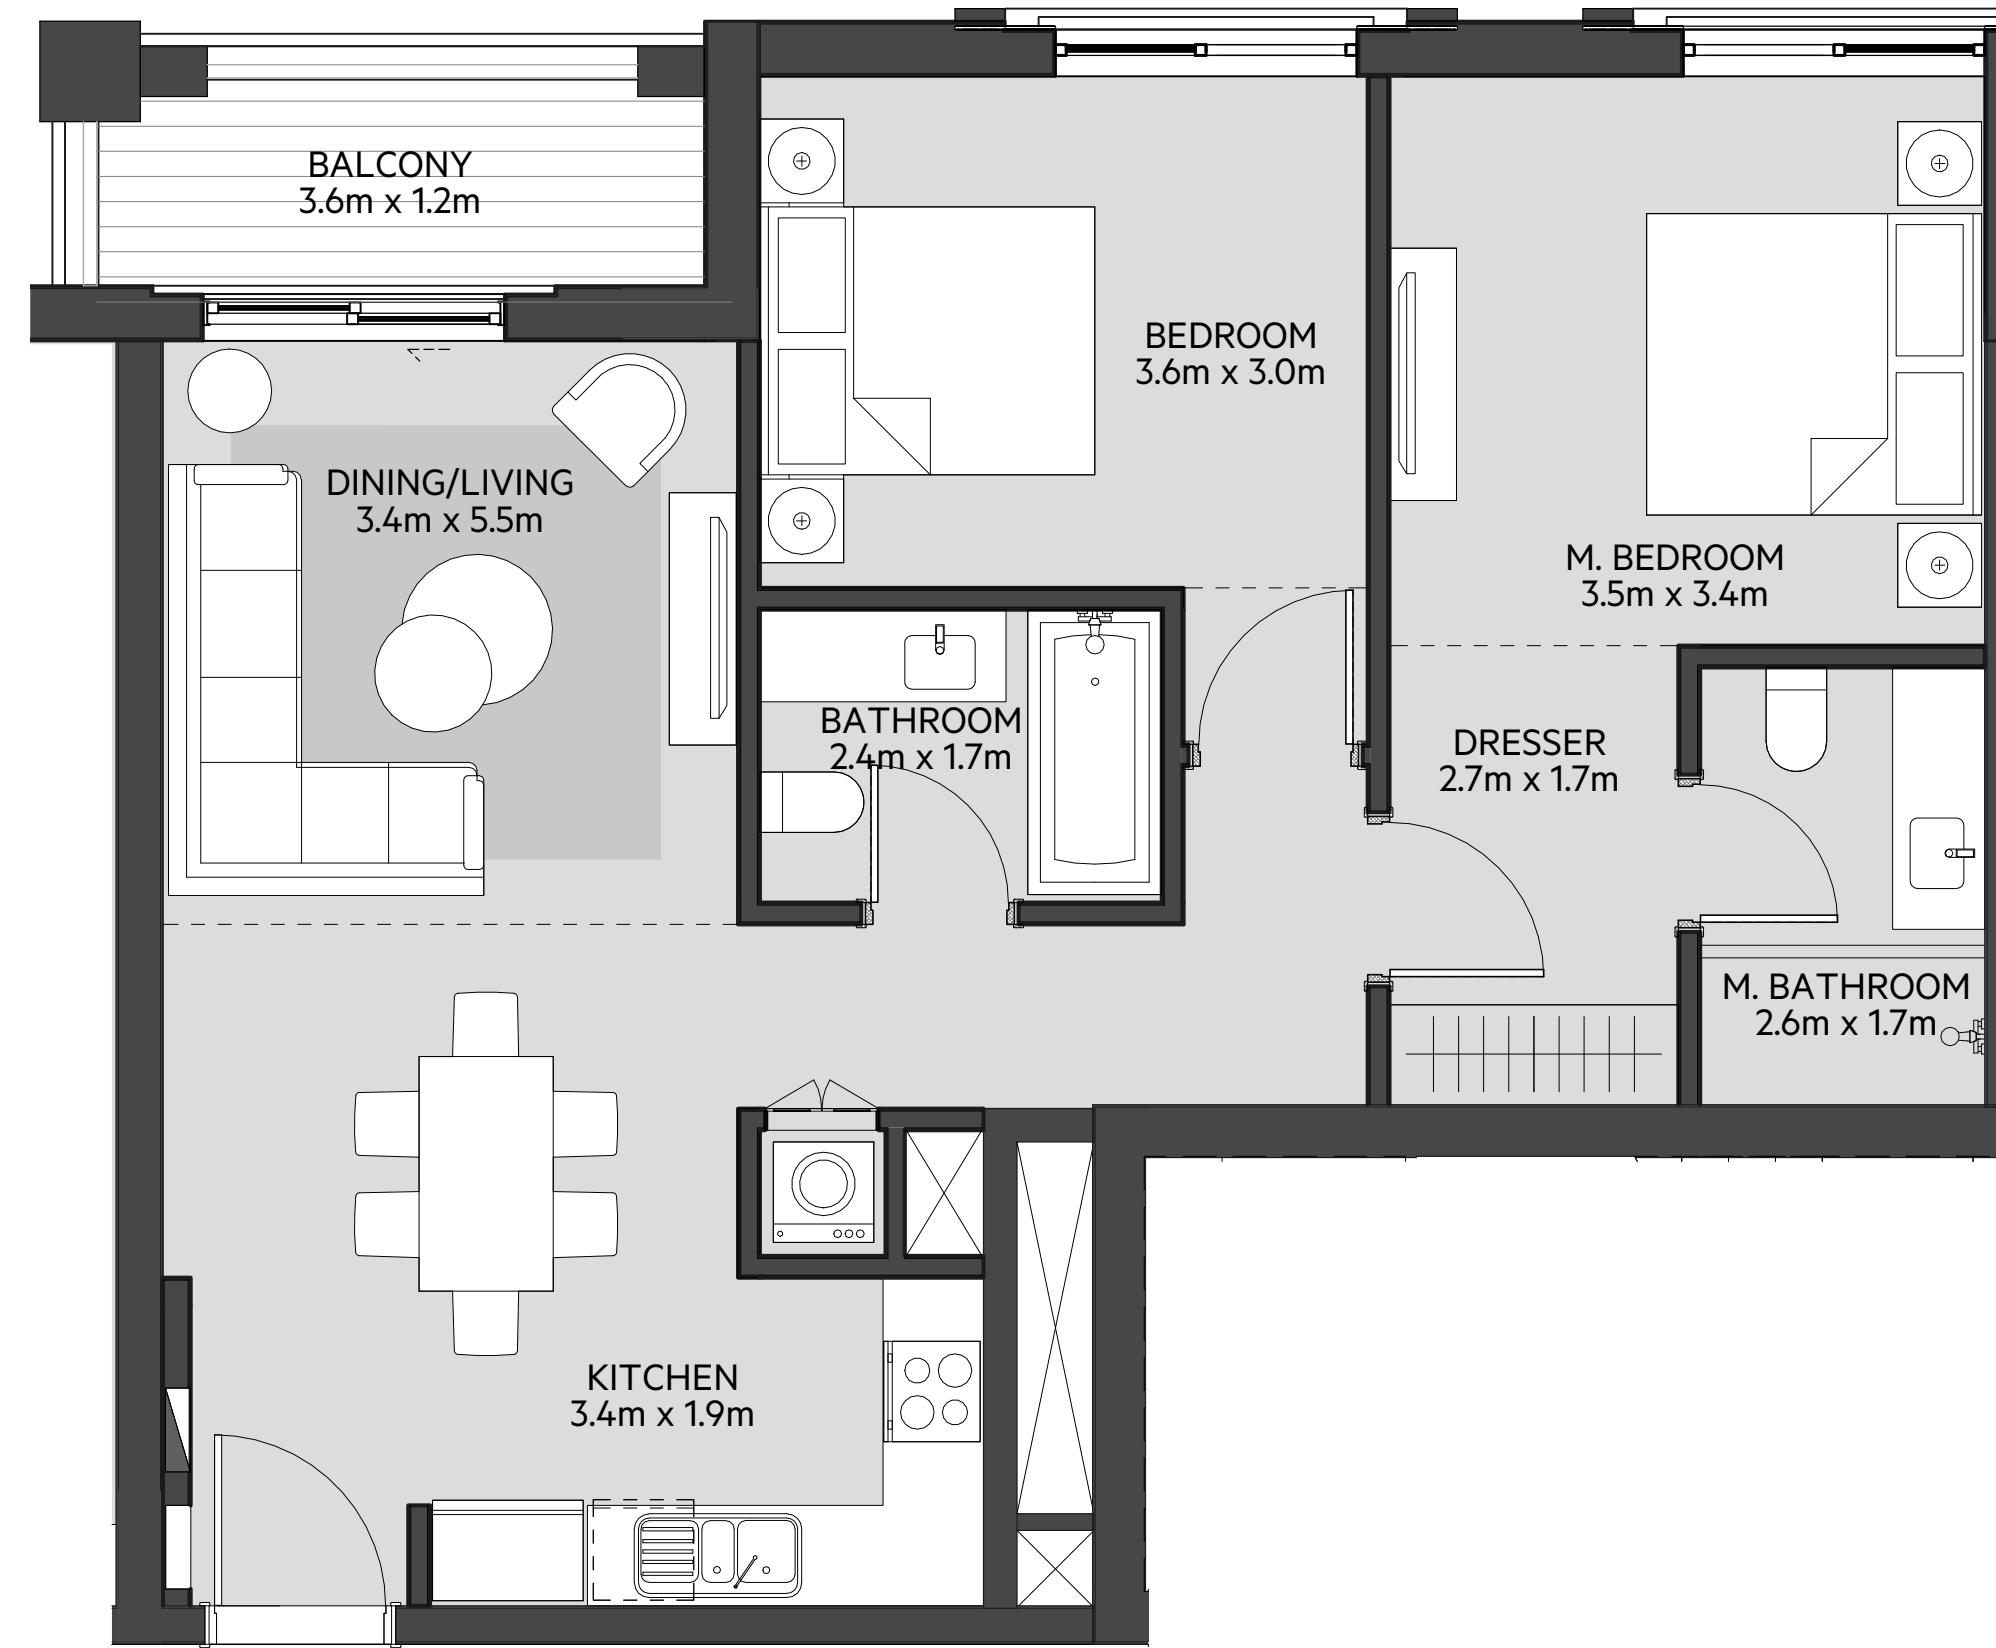 BALCONY
3.6m x 1.2m
BEDROOM
3.6m x 3.0m
DINING/LIVING
3.4m x 5.5m
M. BEDROOM
3.5m x 3.4m
BATHROOM
2.4m x 1.7m
DRESSER
2.7m x 1.7m
M. BATHROOM
2.6m x 1.7m
KITCHEN
3.4m x 1.9m